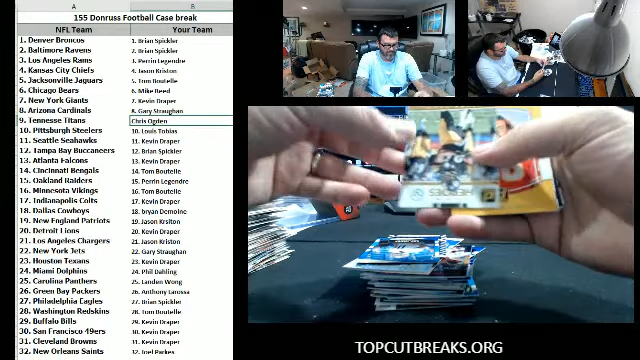 A B
155 Donruss Football Case break
NFL Team Your Team
1. Denver Broncos 1. Brian Spickler
2. Baltimore Ravens 2. Brian Spickler
3. Los Angeles Rams 3. Perrin Legendre
4. Kansas City Chiefs 4. Jason Kriston
5. Jacksonville Jaguars 5. Tom Boutelle
6. Chicago Bears 6. Mike Reed
7. New York Giants 7. Kevin Draper
8. Arizona Cardinals 8. Gary Straughan
9. Tennesse Titans Chris Ogden
10. Pittsburgh Steelers 10. Louis Tobias
11. Seattle Seahawks 11. Kevin Draper
12. Tampa Bay Buccaneers 12. Brian Spickler
13. Atlanta Falcons 13. Kevin Draper
14. Cincinnati Bengals 14. Tom Boutelle
15. Oakland Raiders 15. Perrin Legendre
16. Minnesota Vikings 16. Tom Boutelle
17. Indianapolis Colts 17. Kevin Draper
18. Dallas Cowboys 18. bryan Demoine
19. New England Patriots 19. Jason Kriston
20. Detroit Lions 20. Kevin Draper
21. Los Angeles Chargers 21. Jason Kriston
22. New York Jets 22. Gary Straughan
23. Houston Texans 23. Kevin Draper
24. Miami Dolphins 24. Phil Dahling
25. Carolina Panthers 25. Landen Wong
26. Green Bay Packers 26. Anthony Larossa
27. Philadelphia Eagles 27. Brian Spickler
28. Washington Redskins 28. Tom Boutelle
29. Buffalo Bills 29. Kevin Draper
30. San Francisco 49ers 30. Kevin Draper
31. Cleveland Browns 31. Kevin Draper
32. New Orleans Saints 32. Joel Parkes
TOPCUTBREAKS.ORG